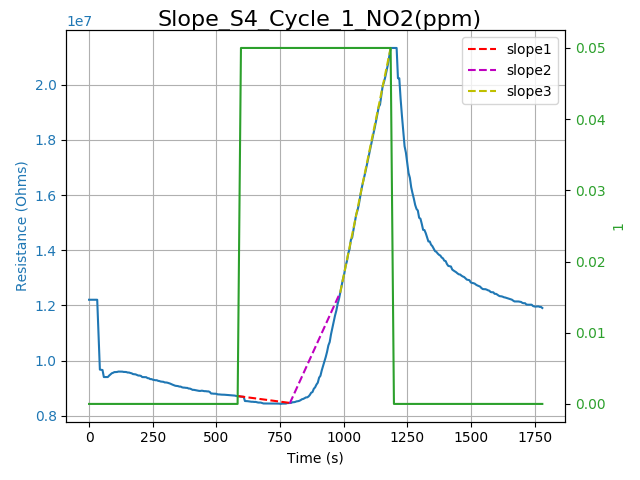 Slope_S4_Cycle_1_NO2(ppm)
1e7
slope1
slope2
slope3
2.0
1.8
1.6
1.4
1.2
1.0
0.8
Resistance (Ohms)
0.05
0.04
0.03
0.02
0.01
0.00
1
0 250 500 750 1000 1250 1500 1750
Time (s)